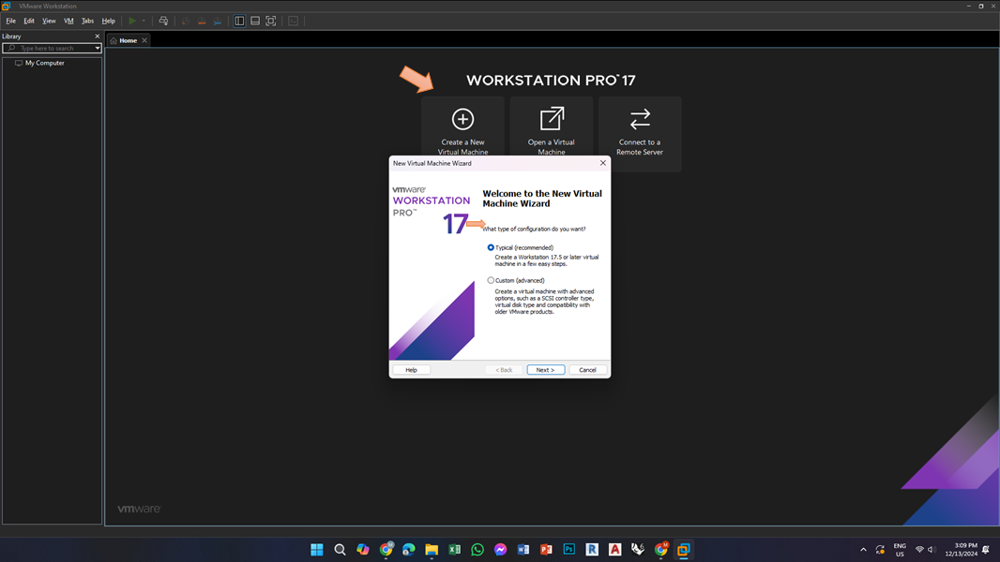 VMware Workstation
File Edit View VM Tabs Help
Library
Type here to search
My Computer
Home
WORKSTATION PRO™ 17
Create a New
Virtual Machine
Open a Virtual
Machine
Connect to a
Remote Server
New Virtual Machine Wizard
vmware
WORKSTATION
PRO™
17
Welcome to the New Virtual
Machine Wizard
What type of configuration do you want?
Typical (recommended)
Create a Workstation 17.5 or later virtual
machine in a few easy steps.
Custom (advanced)
Create a virtual machine with advanced
options, such as a SCSI controller type,
virtual disk type and compatibility with
older VMware products.
Help < Back Next > Cancel
vmware
ENG
US
3:09 PM
12/13/2024